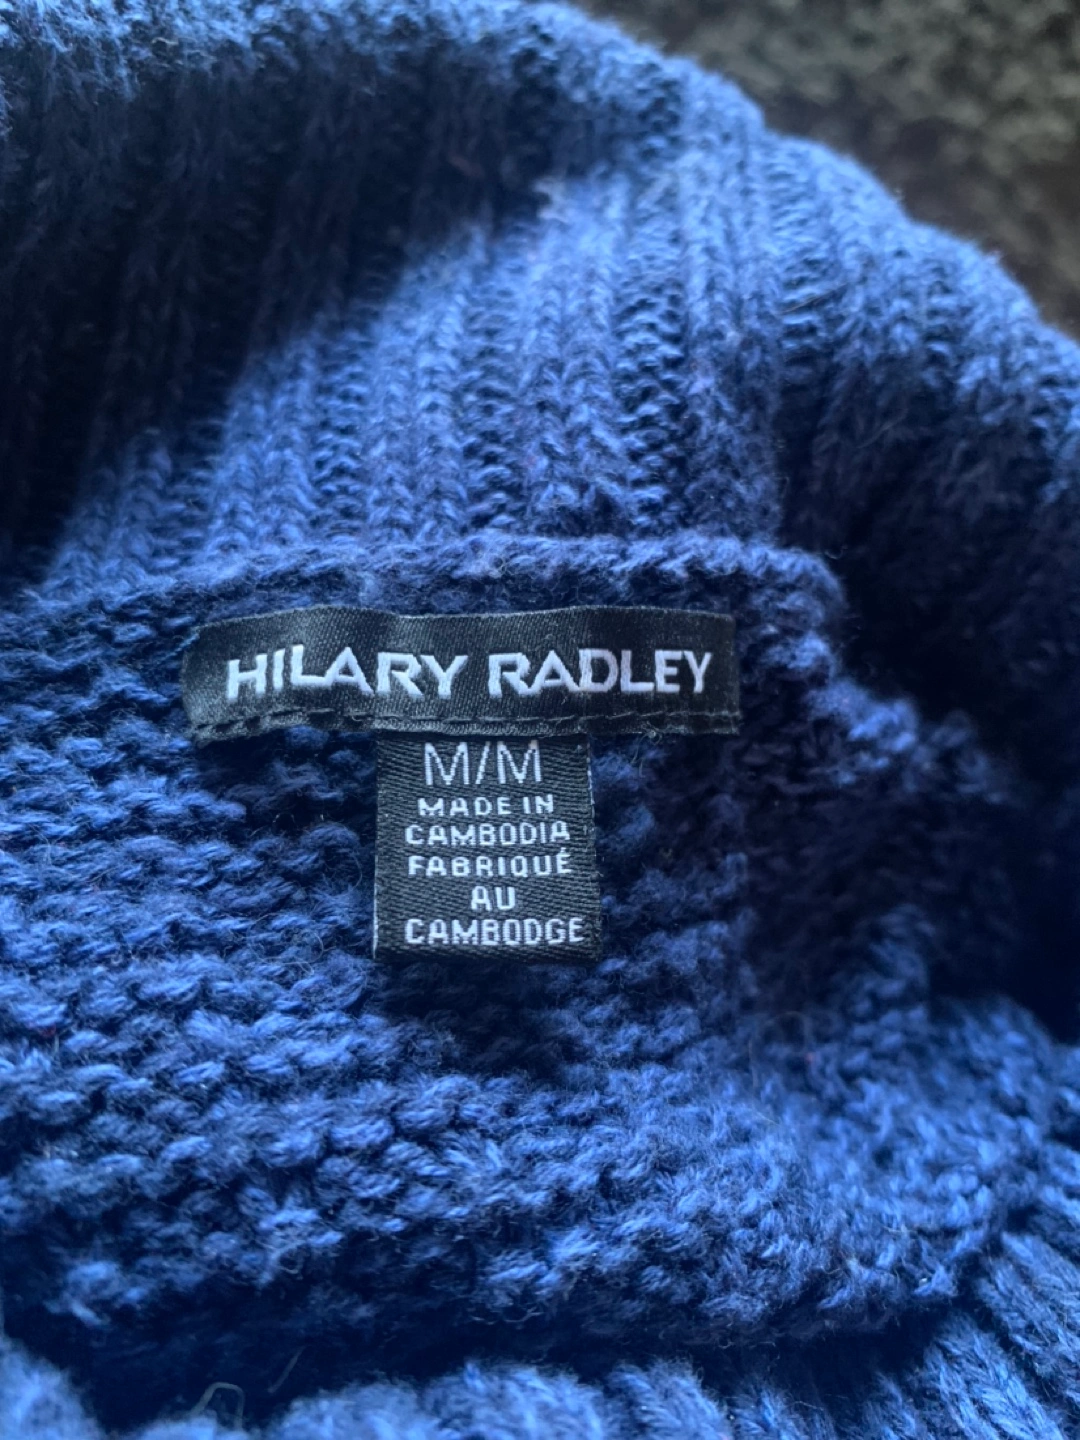 HILARY RADLEY
M/M
MADE IN
CAMBODIA
FABRIQUÉ
AU
CAMBODGE